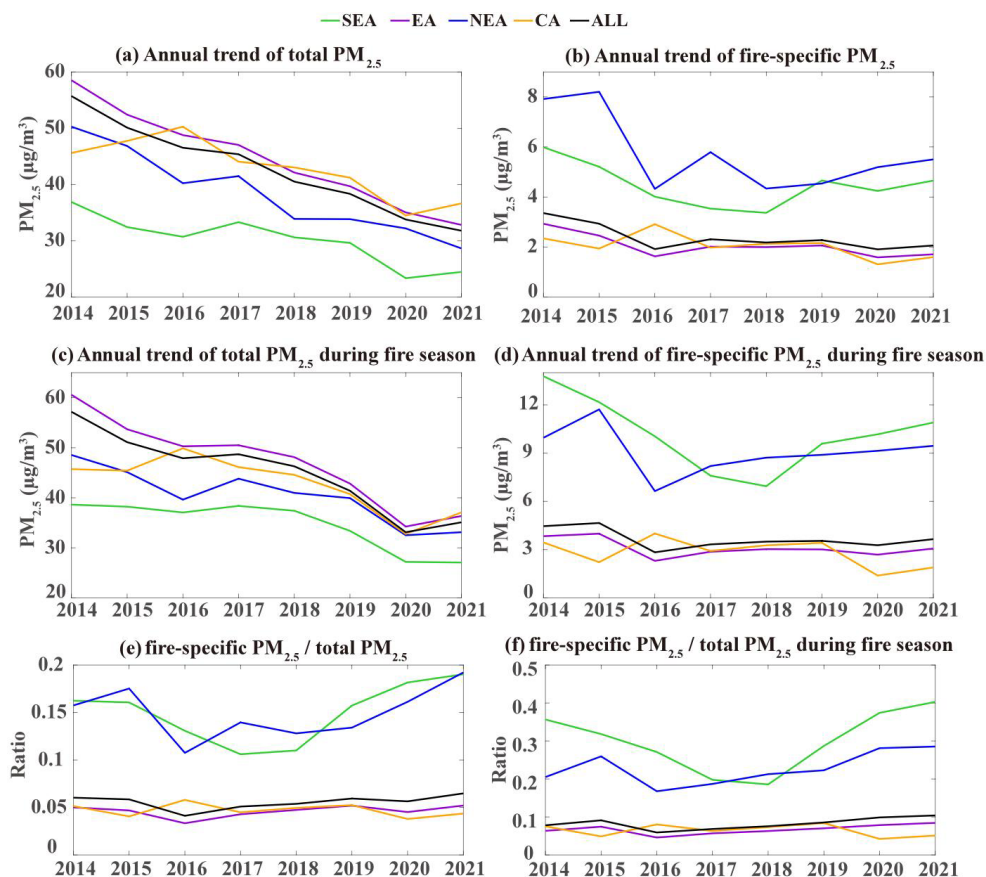 SEA EA NEA CA ALL
(a) Annual trend of total PM2.5
(b) Annual trend of fire-specific PM2.5
60
50
40
30
20
PM2.5 (μg/m³)
2014 2015 2016 2017 2018 2019 2020 2021
8
6
4
2
0
PM2.5 (μg/m³)
2014 2015 2016 2017 2018 2019 2020 2021
(c) Annual trend of total PM2.5 during fire season
(d) Annual trend of fire-specific PM2.5 during fire season
60
50
40
30
20
PM2.5 (μg/m³)
2014 2015 2016 2017 2018 2019 2020 2021
12
9
6
3
0
PM2.5 (μg/m³)
2014 2015 2016 2017 2018 2019 2020 2021
(e) fire-specific PM2.5 / total PM2.5
(f) fire-specific PM2.5 / total PM2.5 during fire season
0.2
0.15
0.1
0.05
0
Ratio
2014 2015 2016 2017 2018 2019 2020 2021
0.5
0.4
0.3
0.2
0.1
0
Ratio
2014 2015 2016 2017 2018 2019 2020 2021